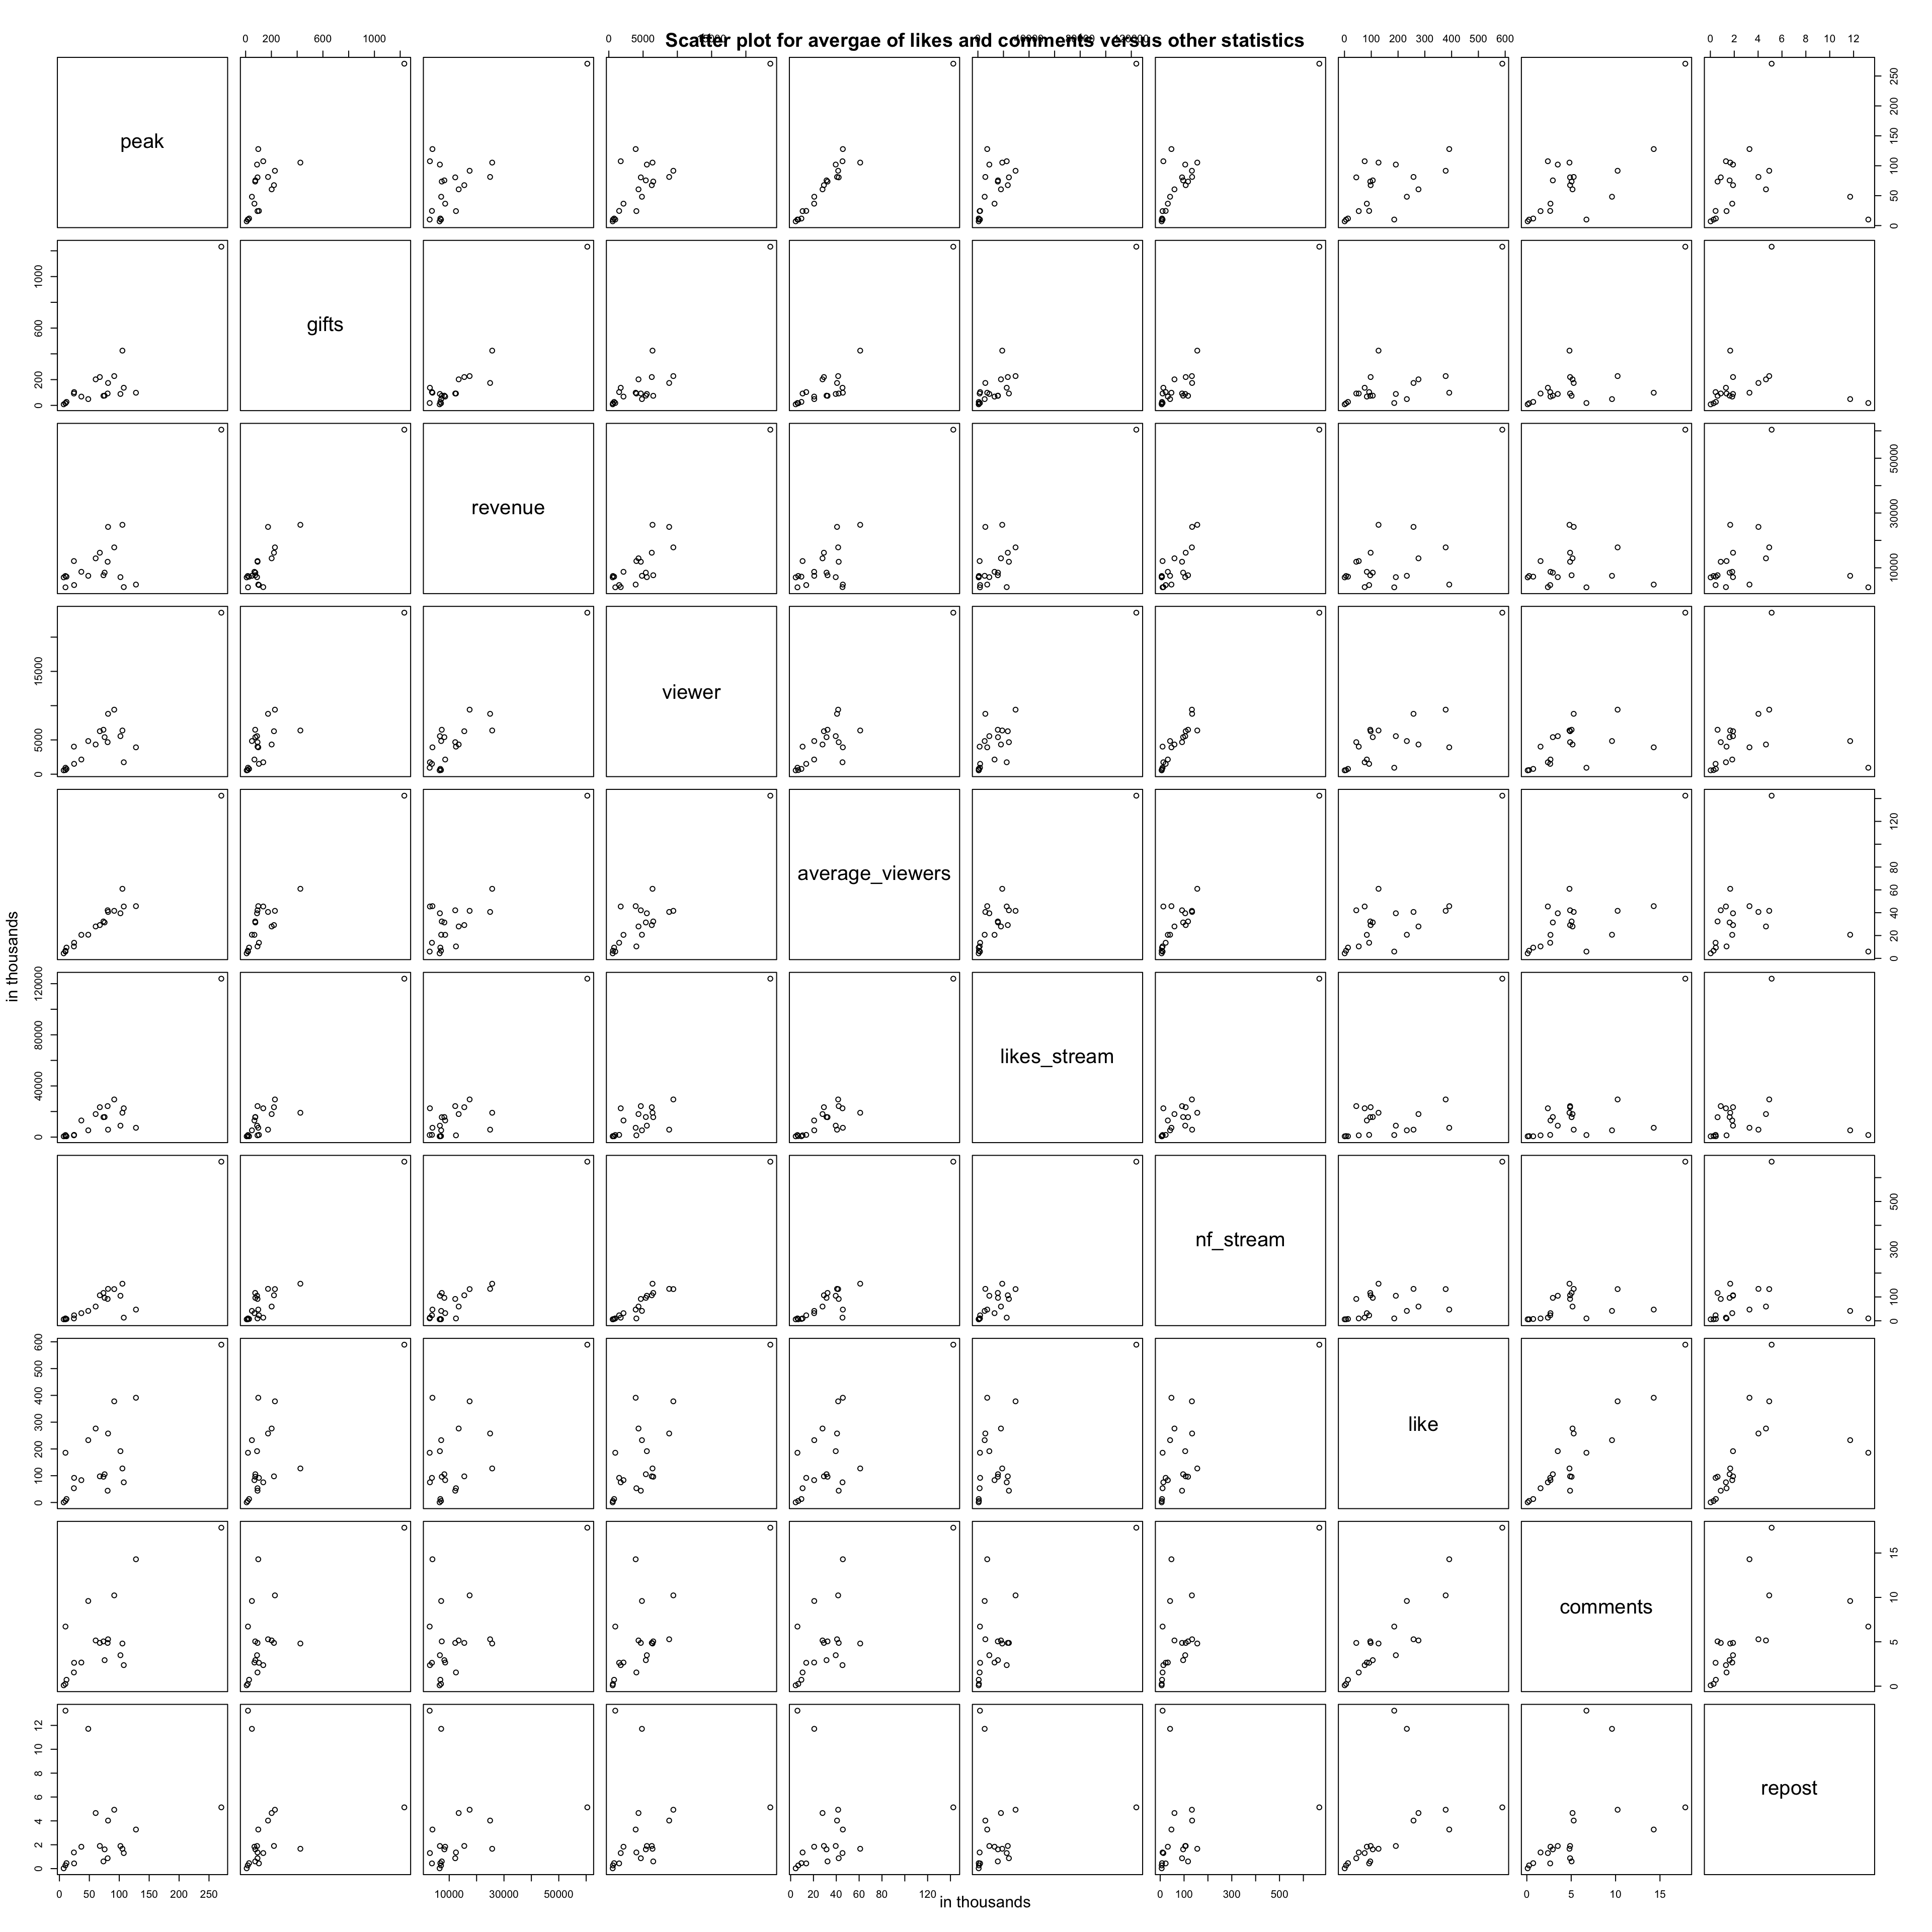 0 200 600 1000 0 5000 0 100 200 300 400 500 600 0 2 4 6 8 10 12
Scatter plot for avergae of likes and comments versus other statistics
peak
0 50 100 150 200 250
0 200 600 1000
gifts
revenue
10000 30000 50000
0 5000 15000
viewer
average_viewers
0 20 40 60 80 120
in thousands
0 40000 80000 120000
likes_stream
nf_stream
0 100 300 500
0 100 200 300 400 500 600
like
comments
0 5 10 15
0 2 4 6 8 10 12
repost
0 50 100 150 200 250 10000 30000 50000 0 20 40 60 80 120 0 100 300 500 0 5 10 15
in thousands